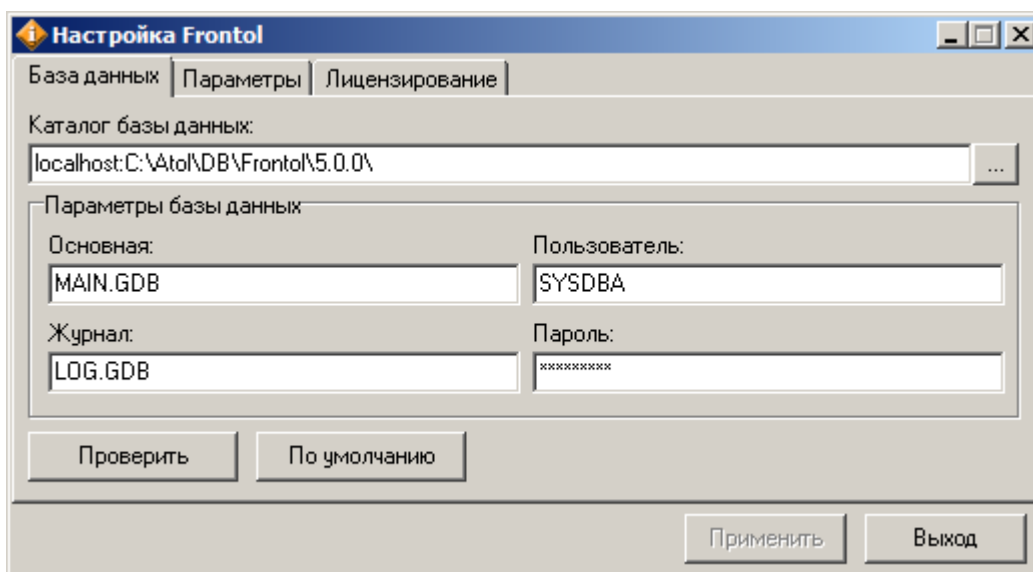 Настройка Frontol
База данных Параметры Лицензирование
Каталог базы данных:
localhost:C:\Atol\DB\Frontol\5.0.0\ ...
Параметры базы данных
Основная: Пользователь:
MAIN.GDB SYSDBA
Журнал: Пароль:
LOG.GDB *********
Проверить По умолчанию
Применить Выход